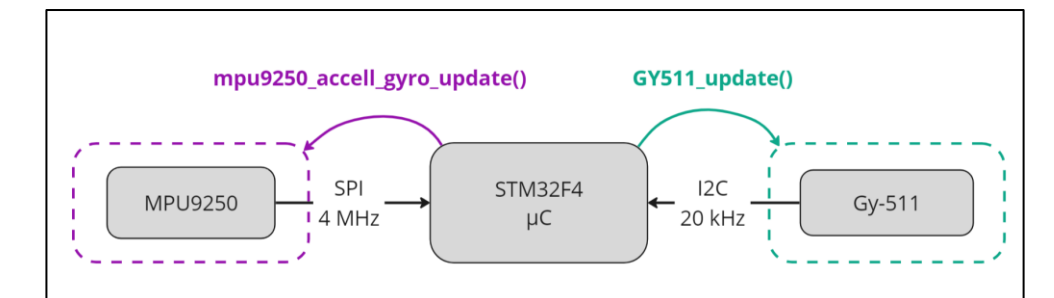 mpu9250_accell_gyro_update()
GY511_update()
MPU9250
SPI
4 MHz
STM32F4
µC
I2C
20 kHz
Gy-511